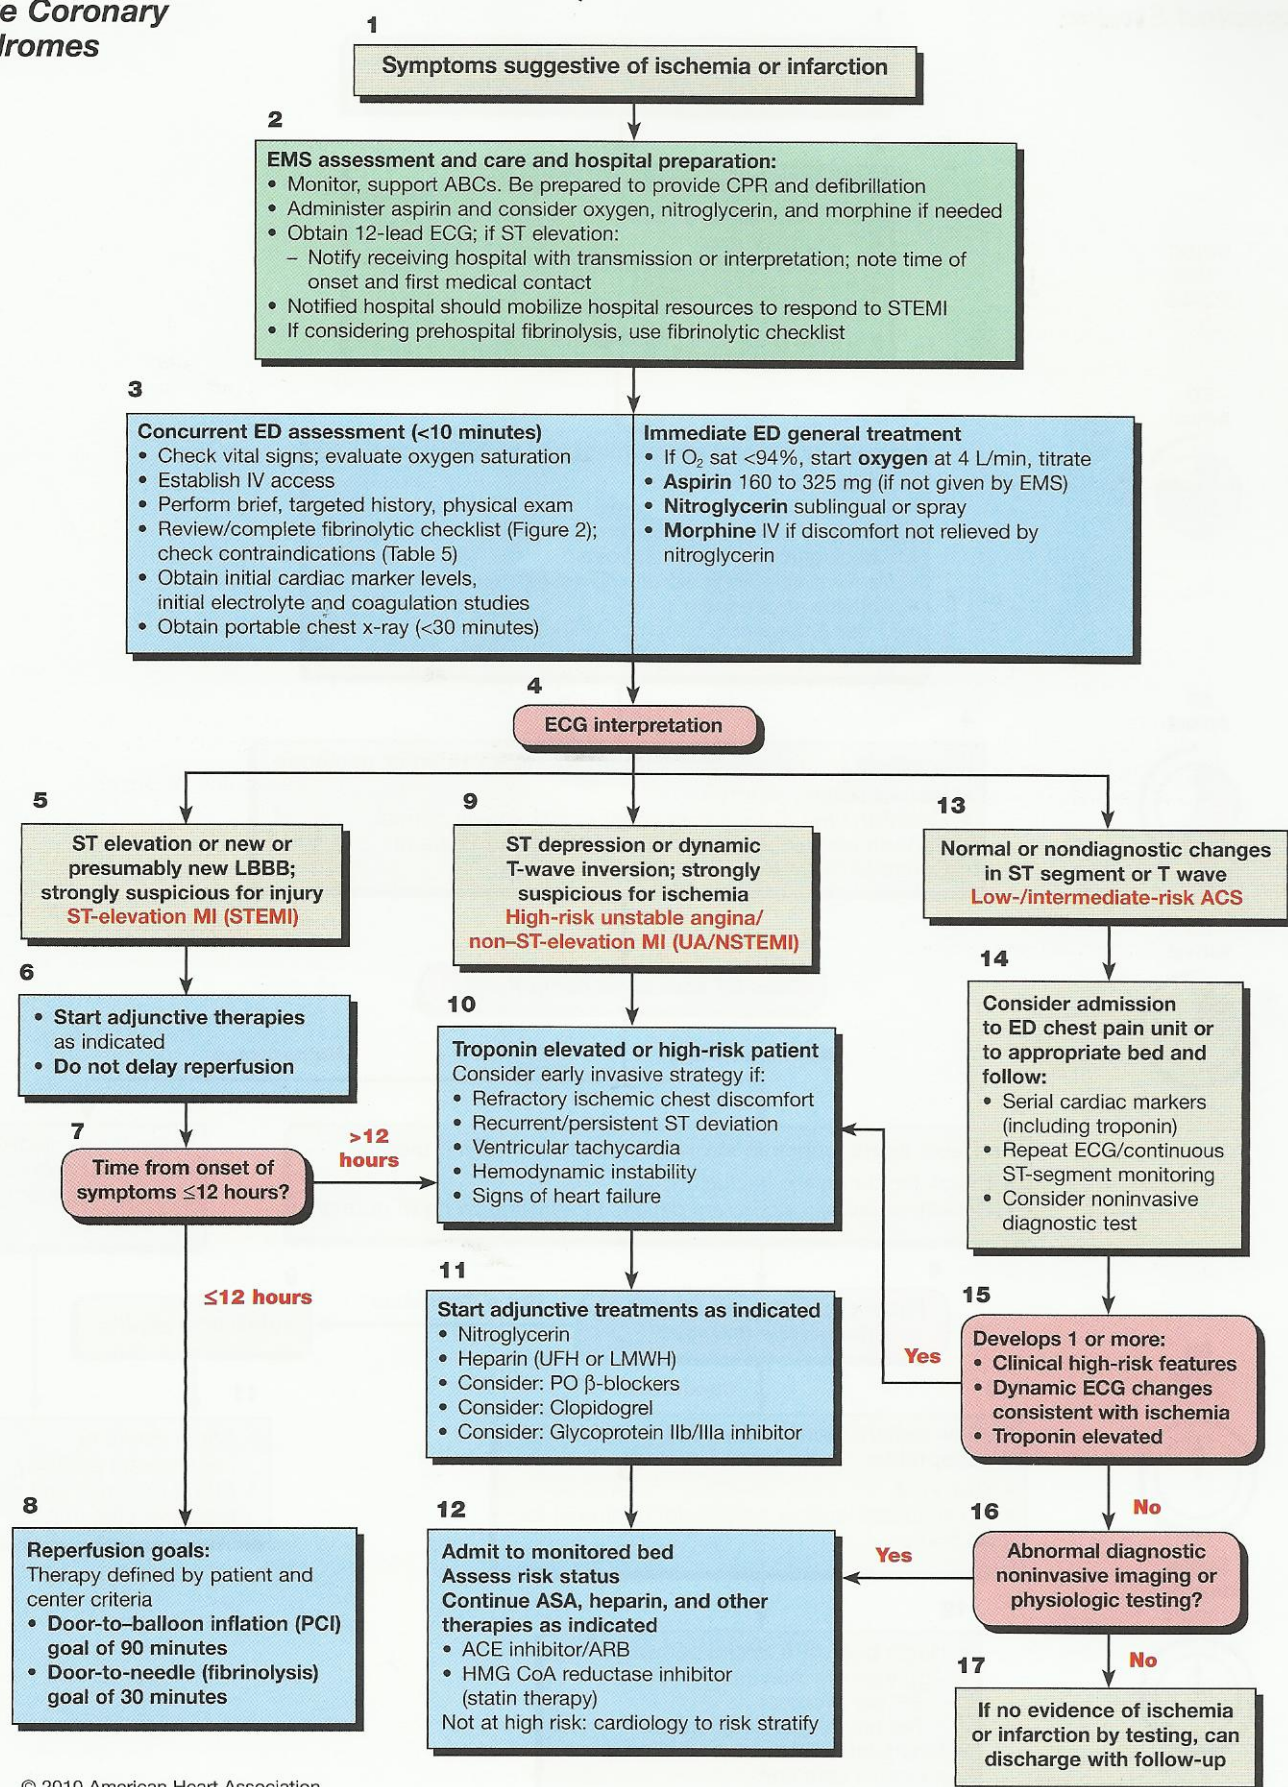 e Coronary
dromes
1
Symptoms suggestive of ischemia or infarction
2
EMS assessment and care and hospital preparation:
• Monitor, support ABCs. Be prepared to provide CPR and defibrillation
• Administer aspirin and consider oxygen, nitroglycerin, and morphine if needed
• Obtain 12-lead ECG; if ST elevation:
– Notify receiving hospital with transmission or interpretation; note time of
onset and first medical contact
• Notified hospital should mobilize hospital resources to respond to STEMI
• If considering prehospital fibrinolysis, use fibrinolytic checklist
3
Concurrent ED assessment (<10 minutes)
• Check vital signs; evaluate oxygen saturation
• Establish IV access
• Perform brief, targeted history, physical exam
• Review/complete fibrinolytic checklist (Figure 2);
check contraindications (Table 5)
• Obtain initial cardiac marker levels,
initial electrolyte and coagulation studies
• Obtain portable chest x-ray (<30 minutes)
Immediate ED general treatment
• If O₂ sat <94%, start oxygen at 4 L/min, titrate
• Aspirin 160 to 325 mg (if not given by EMS)
• Nitroglycerin sublingual or spray
• Morphine IV if discomfort not relieved by
nitroglycerin
4
ECG interpretation
5
ST elevation or new or
presumably new LBBB;
strongly suspicious for injury
ST-elevation MI (STEMI)
6
• Start adjunctive therapies
as indicated
• Do not delay reperfusion
7
Time from onset of
symptoms ≤12 hours?
>12
hours
≤12 hours
8
Reperfusion goals:
Therapy defined by patient and
center criteria
• Door-to–balloon inflation (PCI)
goal of 90 minutes
• Door-to-needle (fibrinolysis)
goal of 30 minutes
9
ST depression or dynamic
T-wave inversion; strongly
suspicious for ischemia
High-risk unstable angina/
non–ST-elevation MI (UA/NSTEMI)
10
Troponin elevated or high-risk patient
Consider early invasive strategy if:
• Refractory ischemic chest discomfort
• Recurrent/persistent ST deviation
• Ventricular tachycardia
• Hemodynamic instability
• Signs of heart failure
11
Start adjunctive treatments as indicated
• Nitroglycerin
• Heparin (UFH or LMWH)
• Consider: PO β-blockers
• Consider: Clopidogrel
• Consider: Glycoprotein IIb/IIIa inhibitor
12
Admit to monitored bed
Assess risk status
Continue ASA, heparin, and other
therapies as indicated
• ACE inhibitor/ARB
• HMG CoA reductase inhibitor
(statin therapy)
Not at high risk: cardiology to risk stratify
13
Normal or nondiagnostic changes
in ST segment or T wave
Low-/intermediate-risk ACS
14
Consider admission
to ED chest pain unit or
to appropriate bed and
follow:
• Serial cardiac markers
(including troponin)
• Repeat ECG/continuous
ST-segment monitoring
• Consider noninvasive
diagnostic test
15
Develops 1 or more:
• Clinical high-risk features
• Dynamic ECG changes
consistent with ischemia
• Troponin elevated
Yes
No
16
Abnormal diagnostic
noninvasive imaging or
physiologic testing?
Yes
No
17
If no evidence of ischemia
or infarction by testing, can
discharge with follow-up
© 2010 American Heart Association